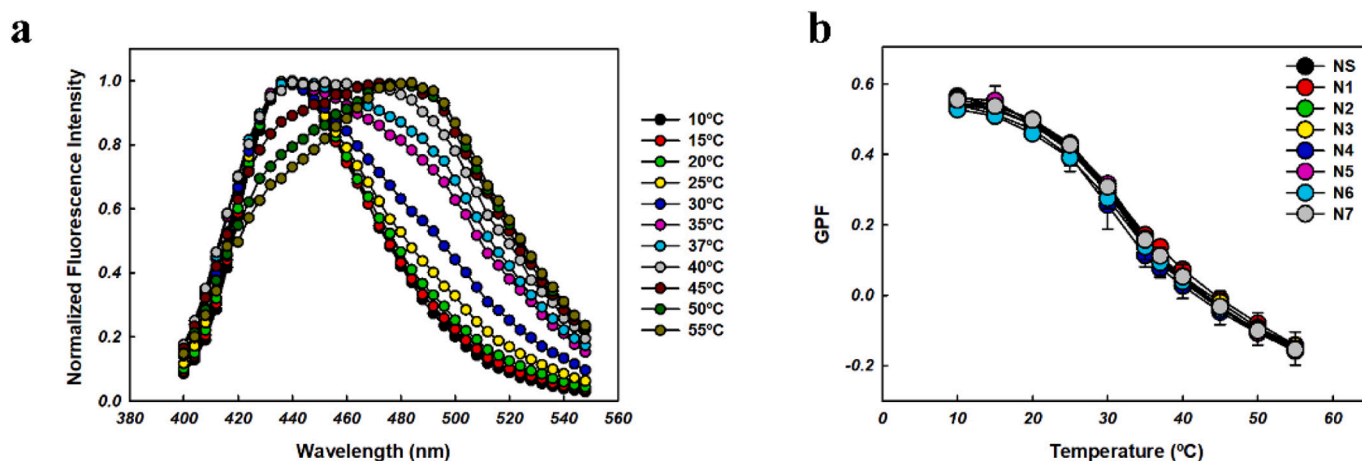 a
Normalized Fluorescence Intensity
1.0
0.8
0.6
0.4
0.2
0.0
380 400 420 440 460 480 500 520 540 560
Wavelength (nm)
10ºC
15ºC
20ºC
25ºC
30ºC
35ºC
37ºC
40ºC
45ºC
50ºC
55ºC
b
GPF
0.6
0.4
0.2
0.0
-0.2
0 10 20 30 40 50 60
Temperature (ºC)
NS
N1
N2
N3
N4
N5
N6
N7